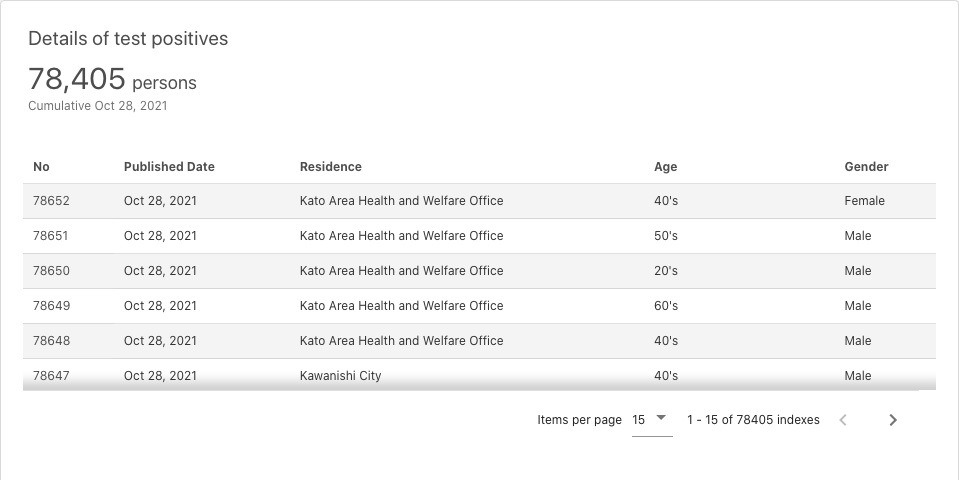 Details of test positives
78,405 persons
Cumulative Oct 28, 2021
No Published Date Residence Age Gender
78652 Oct 28, 2021 Kato Area Health and Welfare Office 40's Female
78651 Oct 28, 2021 Kato Area Health and Welfare Office 50's Male
78650 Oct 28, 2021 Kato Area Health and Welfare Office 20's Male
78649 Oct 28, 2021 Kato Area Health and Welfare Office 60's Male
78648 Oct 28, 2021 Kato Area Health and Welfare Office 40's Male
78647 Oct 28, 2021 Kawanishi City 40's Male
Items per page 15 1 - 15 of 78405 indexes